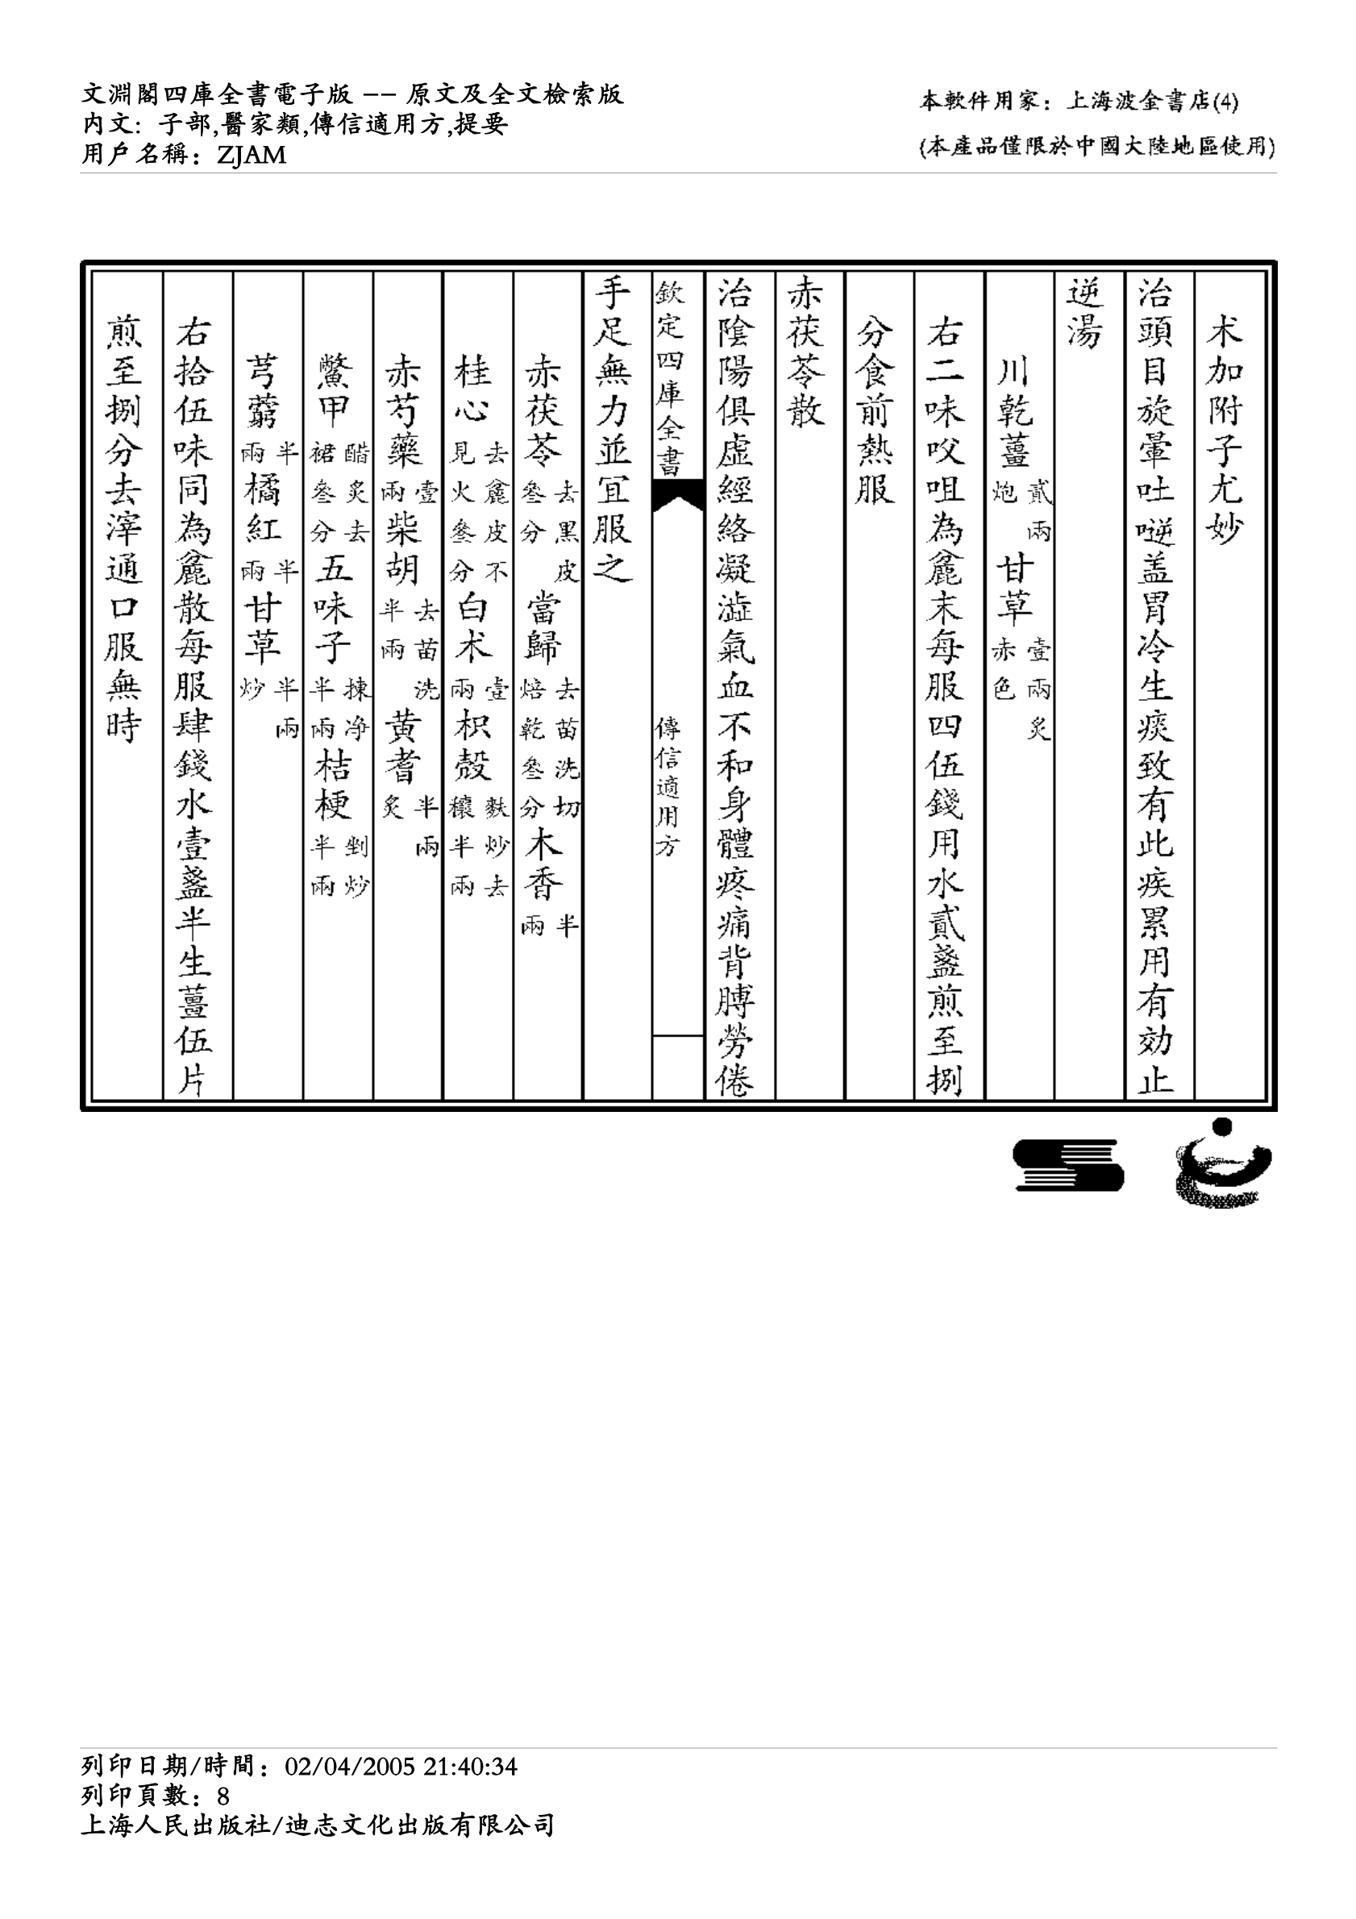 文淵閣四庫全書電子版 -- 原文及全文檢索版
内文: 子部,醫家類,傳信適用方,提要
用戶名稱：ZJAM
本軟件用家：上海波金書店(4)
(本產品僅限於中國大陸地區使用)
术加附子尤妙
治頭目旋暈吐嘫盖胃冷生痰致有此疾累用有効止
逆湯
川乾薑貳兩炮甘草壹兩炙赤色
右二味㕮咀為麄末每服四伍錢用水貳盞煎至捌
分食前熱服
赤茯苓散
治陰陽俱虚經絡凝澁氣血不和身體疼痛背膊勞倦
欽定四庫全書
傳信適用方
手足無力並宜服之
赤茯苓去黑皮叄分當歸去苗洗切焙乾叄分木香半兩
桂心去麄皮不見火叄分白术壹兩枳殼麩炒去穰半兩
赤芍藥壹兩柴胡去苗洗半兩黄耆半兩炙
鱉甲醋炙去裙叄分五味子揀净半兩桔梗剉炒半兩
芎藭半兩橘紅半兩甘草半兩炒
右拾伍味同為麄散每服肆錢水壹盞半生薑伍片
煎至捌分去滓通口服無時
列印日期/時間：02/04/2005 21:40:34
列印頁數：8
上海人民出版社/迪志文化出版有限公司